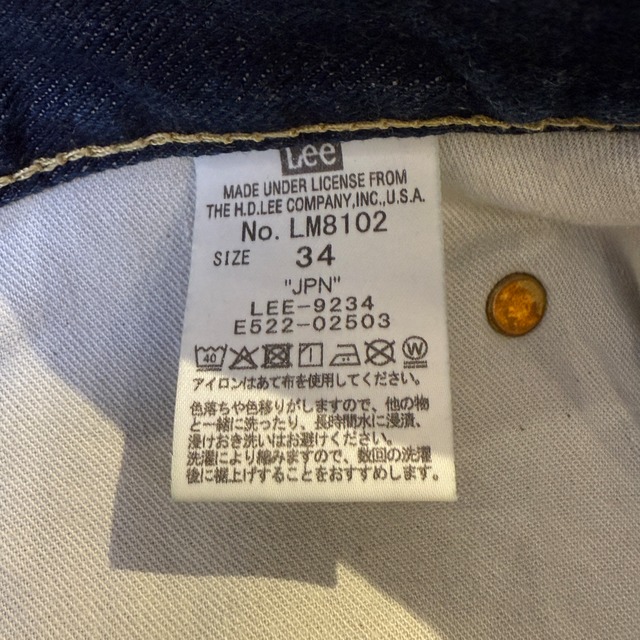 Lee
MADE UNDER LICENSE FROM
THE H.D.LEE COMPANY,INC.,U.S.A.
No. LM8102
SIZE 34
"JPN"
LEE-9234
E522-02503
40 W
アイロンはあて布を使用してください。
色落ちや色移りがしますので、他の物
と一緒に洗ったり、長時間水に浸漬、
漬けおき洗いはお避けください。
洗濯により縮みますので、数回の洗濯
後に裾上げすることをおすすめします。